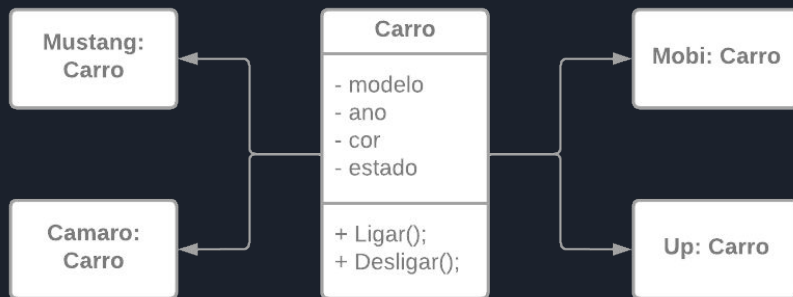 Mustang:
Carro
Camaro:
Carro
Carro
- modelo
- ano
- cor
- estado
+ Ligar();
+ Desligar();
Mobi: Carro
Up: Carro